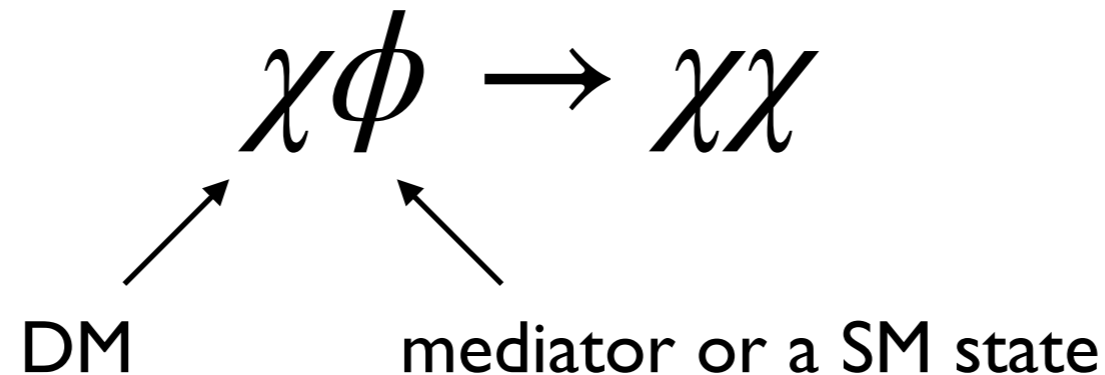 χϕ → χχ
DM
mediator or a SM state